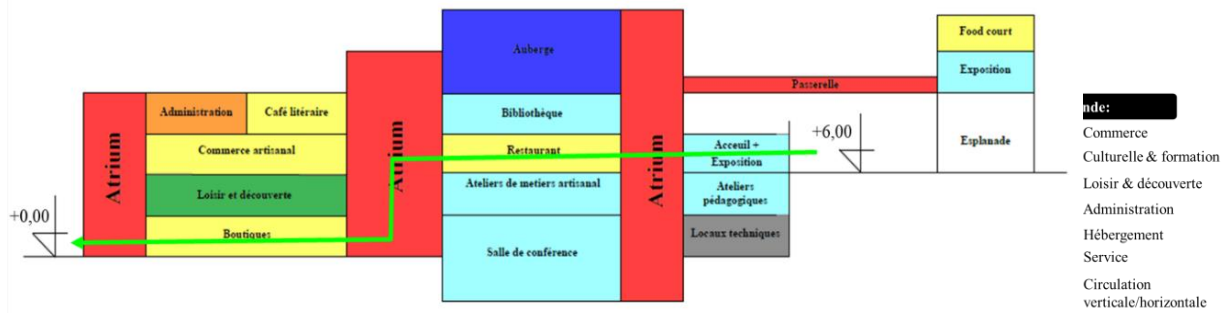 Auberge
Food court
Exposition
Passerelle
Administration
Café litéraire
Bibliothèque
nde:
Commerce
Culturelle & formation
Loisir & découverte
Administration
Hébergement
Service
Circulation
verticale/horizontale
+6,00
Atrium
Commerce artisanal
Atrium
Restaurant
Atrium
Acceuil +
Exposition
Esplanade
Loisir et découverte
Ateliers de metiers artisanal
Ateliers
pédagogiques
+0,00
Boutiques
Salle de conférence
Locaux techniques